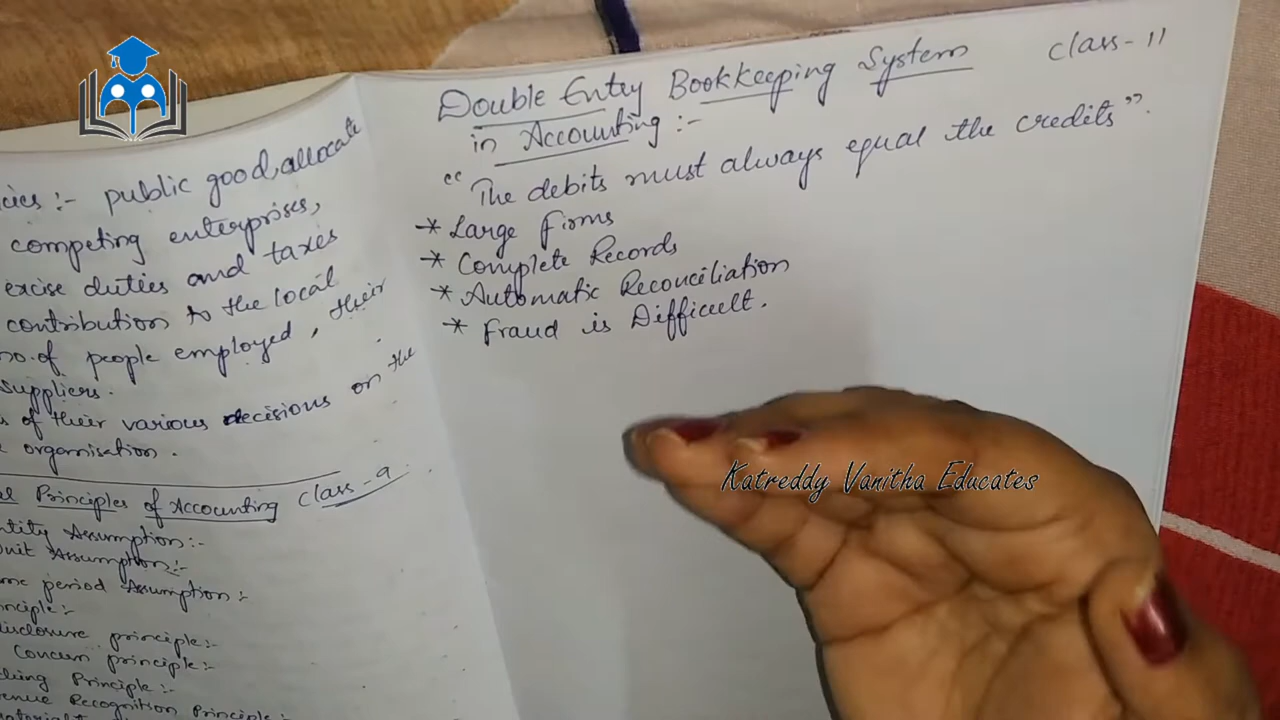 public good, allocate
competing enterprises,
excise duties and taxes
contribution to the local
no. of people employed, their
suppliers.
of their various decisions on the
organisation.
Principles of Accounting class-9
Assumption:-
Assumption:-
period Assumption:-
principle:-
Concern principle:-
Principle:-
Recognition Principle:-
Double Entry Bookkeeping System class-11
in Accounting:-
"The debits must always equal the credits".
* Large Firms
* Complete Records
* Automatic Reconciliation
* Fraud is Difficult.
Katreddy Vanitha Educates